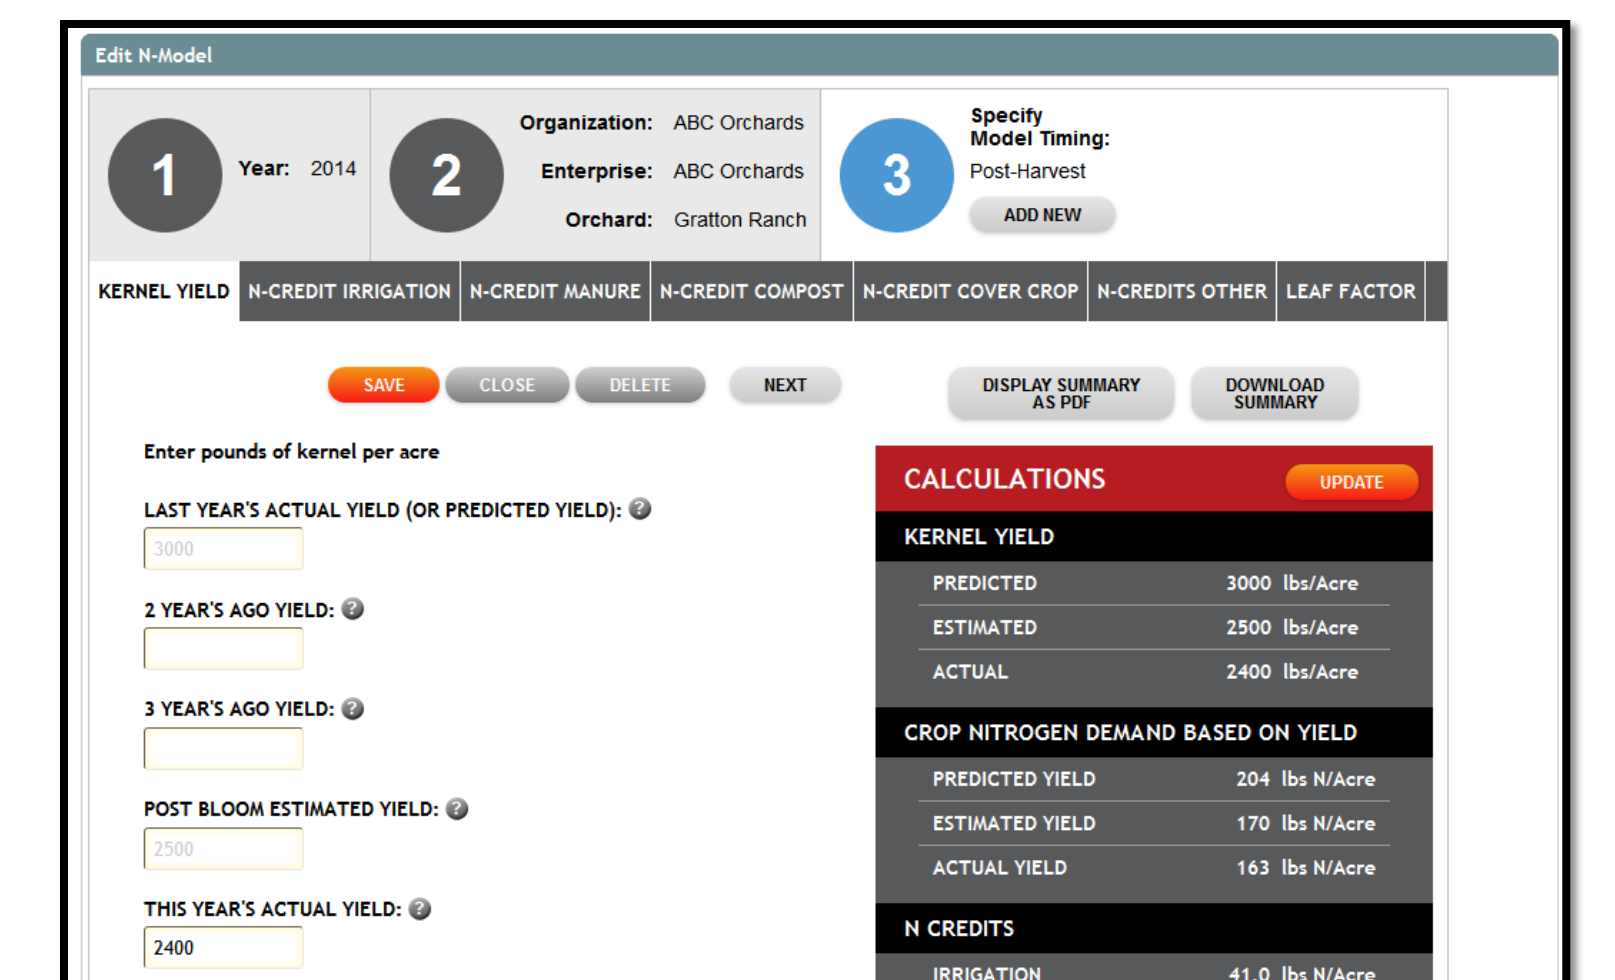 Edit N-Model
1
Year: 2014
2
Organization: ABC Orchards
Enterprise: ABC Orchards
Orchard: Gratton Ranch
3
Specify
Model Timing:
Post-Harvest
ADD NEW
KERNEL YIELD N-CREDIT IRRIGATION N-CREDIT MANURE N-CREDIT COMPOST N-CREDIT COVER CROP N-CREDITS OTHER LEAF FACTOR
SAVE CLOSE DELETE NEXT
DISPLAY SUMMARY
AS PDF
DOWNLOAD
SUMMARY
Enter pounds of kernel per acre
LAST YEAR'S ACTUAL YIELD (OR PREDICTED YIELD): ?
3000
2 YEAR'S AGO YIELD: ?
3 YEAR'S AGO YIELD: ?
POST BLOOM ESTIMATED YIELD: ?
2500
THIS YEAR'S ACTUAL YIELD: ?
2400
CALCULATIONS UPDATE
KERNEL YIELD
PREDICTED 3000 lbs/Acre
ESTIMATED 2500 lbs/Acre
ACTUAL 2400 lbs/Acre
CROP NITROGEN DEMAND BASED ON YIELD
PREDICTED YIELD 204 lbs N/Acre
ESTIMATED YIELD 170 lbs N/Acre
ACTUAL YIELD 163 lbs N/Acre
N CREDITS
IRRIGATION 41.0 lbs N/Acre